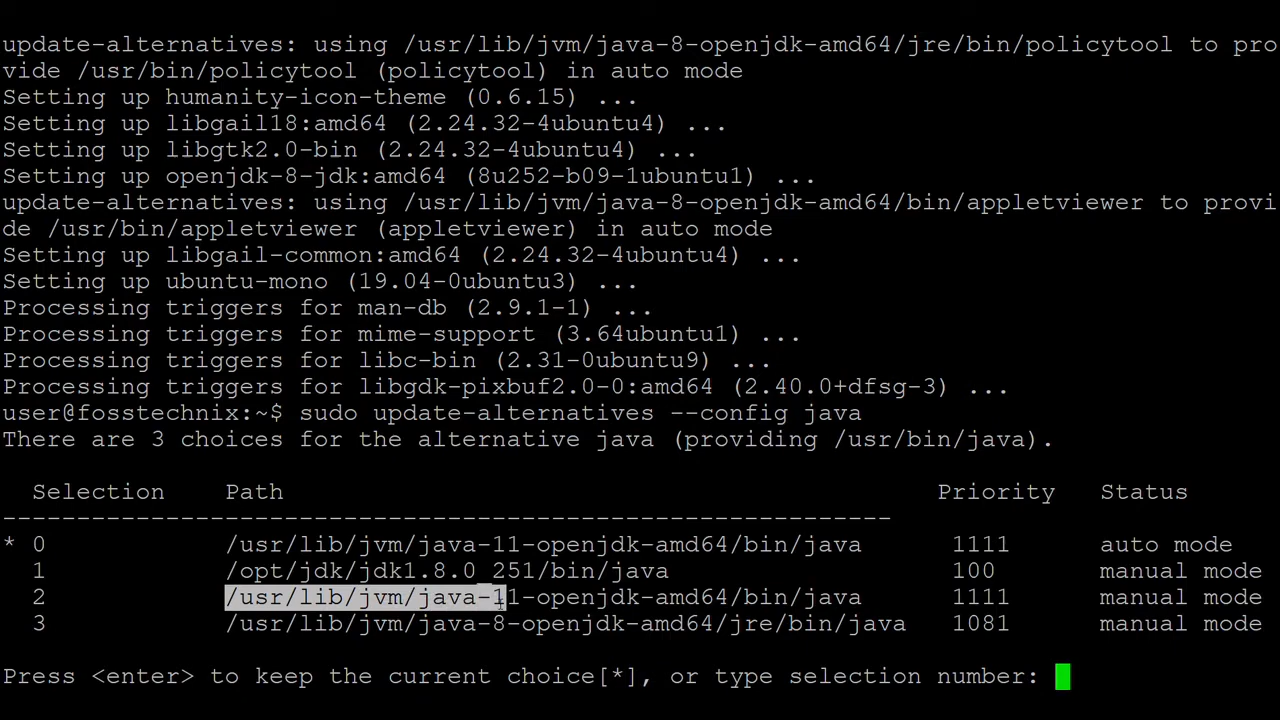 update-alternatives: using /usr/lib/jvm/java-8-openjdk-amd64/jre/bin/policytool to pro
vide /usr/bin/policytool (policytool) in auto mode
Setting up humanity-icon-theme (0.6.15) ...
Setting up libgail18:amd64 (2.24.32-4ubuntu4) ...
Setting up libgtk2.0-bin (2.24.32-4ubuntu4) ...
Setting up openjdk-8-jdk:amd64 (8u252-b09-1ubuntu1) ...
update-alternatives: using /usr/lib/jvm/java-8-openjdk-amd64/bin/appletviewer to provi
de /usr/bin/appletviewer (appletviewer) in auto mode
Setting up libgail-common:amd64 (2.24.32-4ubuntu4) ...
Setting up ubuntu-mono (19.04-0ubuntu3) ...
Processing triggers for man-db (2.9.1-1) ...
Processing triggers for mime-support (3.64ubuntu1) ...
Processing triggers for libc-bin (2.31-0ubuntu9) ...
Processing triggers for libgdk-pixbuf2.0-0:amd64 (2.40.0+dfsg-3) ...
user@fosstechnix:~$ sudo update-alternatives --config java
There are 3 choices for the alternative java (providing /usr/bin/java).
Selection Path Priority Status
------------------------------------------------------------
* 0 /usr/lib/jvm/java-11-openjdk-amd64/bin/java 1111 auto mode
1 /opt/jdk/jdk1.8.0_251/bin/java 100 manual mode
2 /usr/lib/jvm/java-11-openjdk-amd64/bin/java 1111 manual mode
3 /usr/lib/jvm/java-8-openjdk-amd64/jre/bin/java 1081 manual mode
Press <enter> to keep the current choice[*], or type selection number: